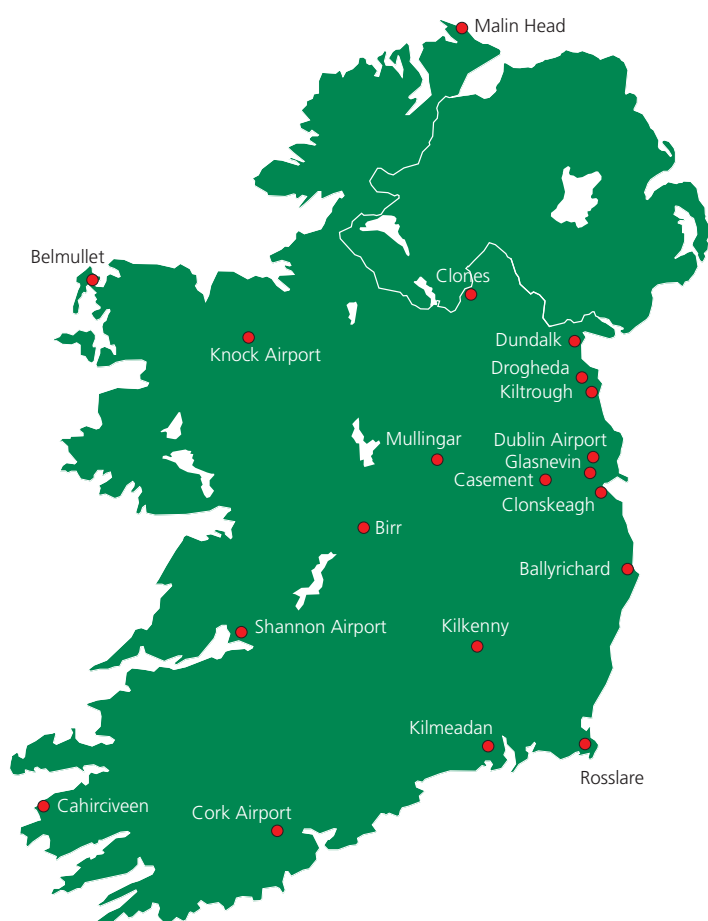 Malin Head
Belmullet
Clones
Knock Airport
Dundalk
Drogheda
Kiltrough
Mullingar
Dublin Airport
Glasnevin
Casement
Clonskeagh
Birr
Ballyrichard
Shannon Airport
Kilkenny
Kilmeadan
Rosslare
Cahirciveen
Cork Airport